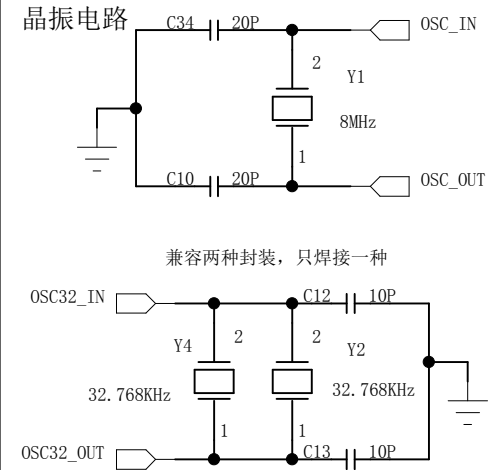 晶振电路
C34 20P OSC_IN
2 Y1
8MHz
1
C10 20P OSC_OUT
兼容两种封装，只焊接一种
OSC32_IN C12 10P
Y4 2 2 Y2
32.768KHz 32.768KHz
1 1
OSC32_OUT C13 10P